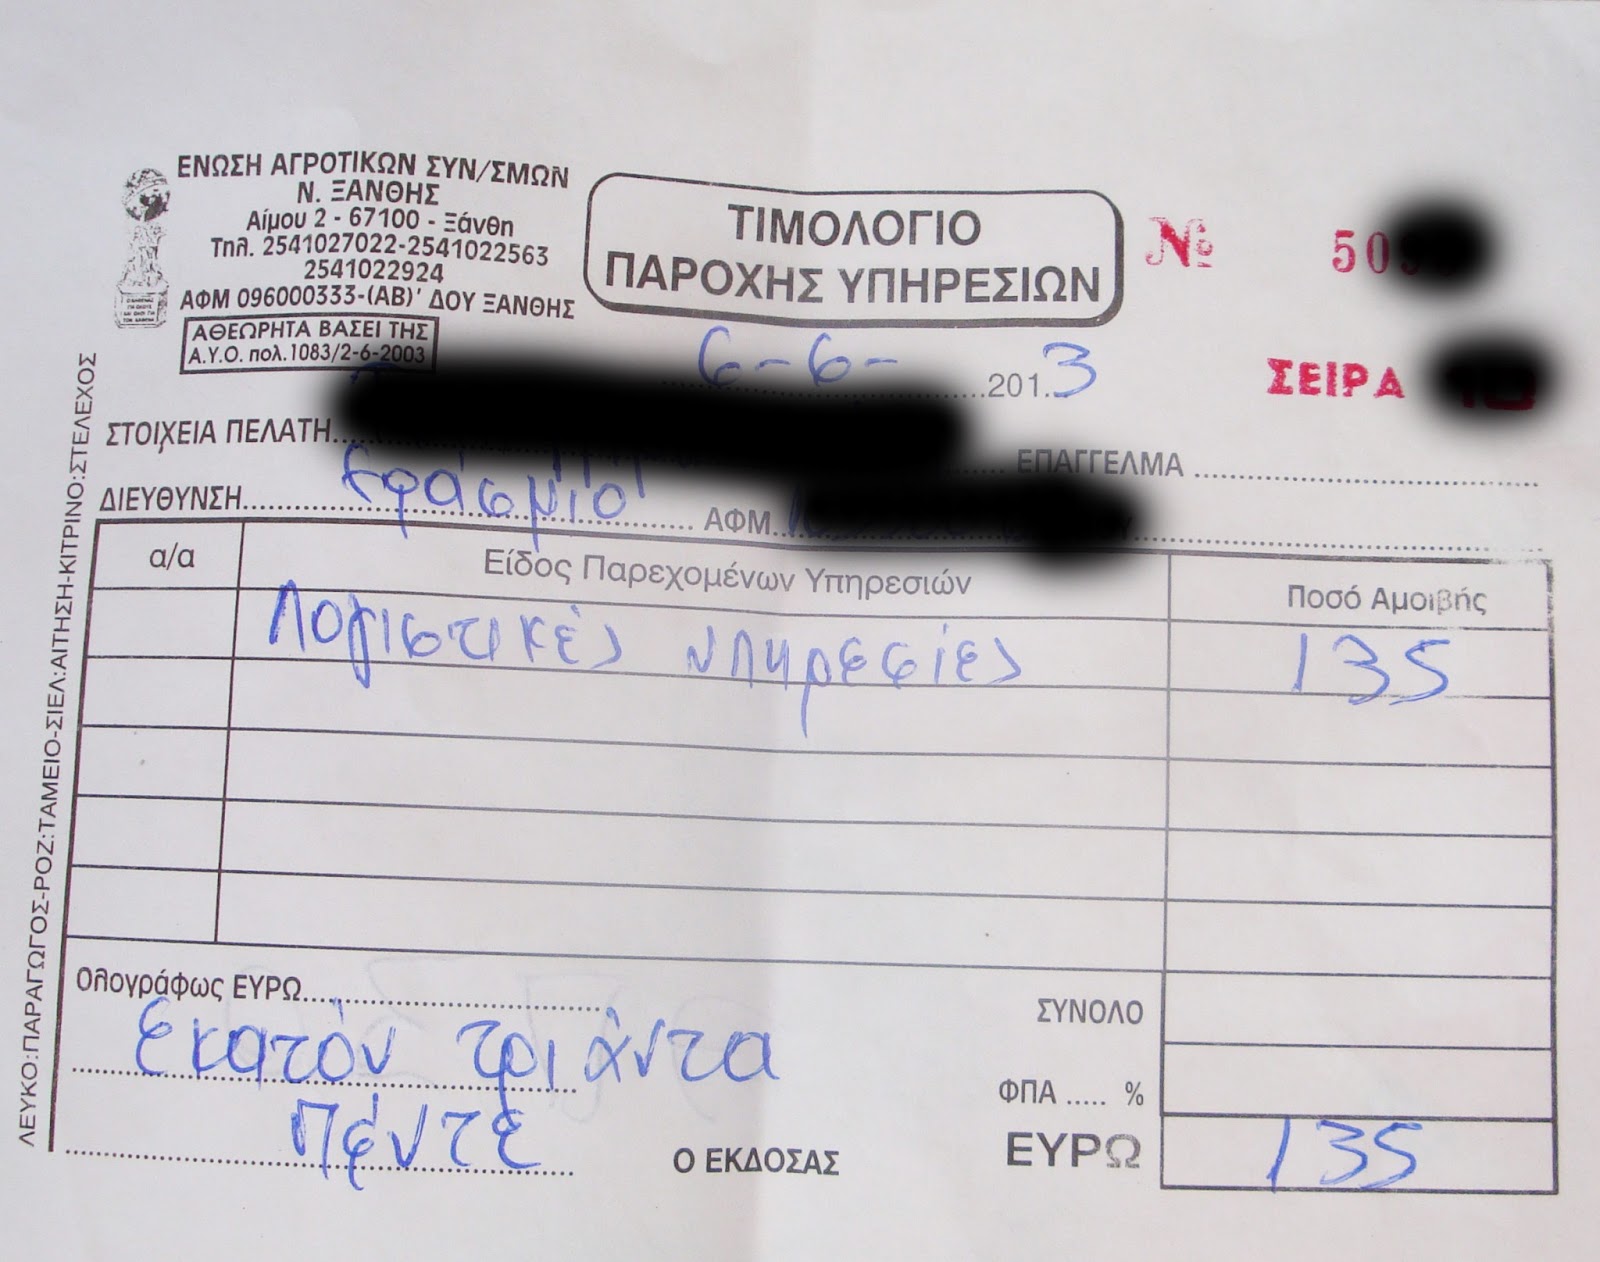 ΕΝΩΣΗ ΑΓΡΟΤΙΚΩΝ ΣΥΝ/ΣΜΩΝ
Ν. ΞΑΝΘΗΣ
Αίμου 2 - 67100 - Ξάνθη
Τηλ. 2541027022-2541022563
2541022924
ΑΦΜ 096000333-(ΑΒ)' ΔΟΥ ΞΑΝΘΗΣ
ΑΘΕΩΡΗΤΑ ΒΑΣΕΙ ΤΗΣ
Α.Υ.Ο. πολ.1083/2-6-2003
ΤΙΜΟΛΟΓΙΟ
ΠΑΡΟΧΗΣ ΥΠΗΡΕΣΙΩΝ
№ 50
6-6- 2013
ΣΕΙΡΑ
ΣΤΟΙΧΕΙΑ ΠΕΛΑΤΗ ΕΠΑΓΓΕΛΜΑ
ΔΙΕΥΘΥΝΣΗ Εράσμιο ΑΦΜ
α/α Είδος Παρεχομένων Υπηρεσιών Ποσό Αμοιβής
Λογιστικές υπηρεσίες 135
Ολογράφως ΕΥΡΩ
ΣΥΝΟΛΟ
εκατόν τριάντα
ΦΠΑ ..... %
πέντε
Ο ΕΚΔΟΣΑΣ
ΕΥΡΩ 135
ΛΕΥΚΟ:ΠΑΡΑΓΩΓΟΣ-ΡΟΖ:ΤΑΜΕΙΟ-ΣΙΕΛ:ΑΙΤΗΣΗ-ΚΙΤΡΙΝΟ:ΣΤΕΛΕΧΟΣ